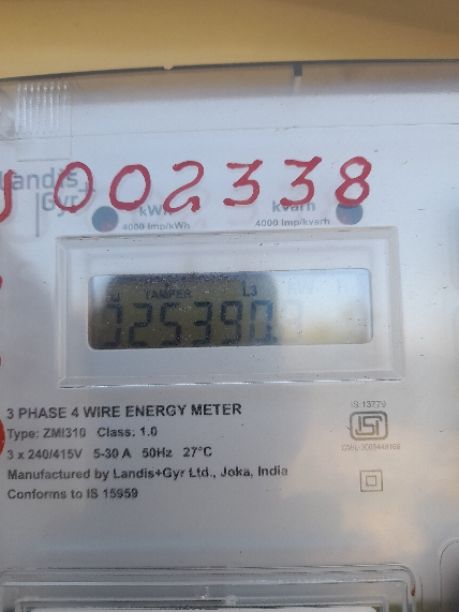 Landis+
Gyr
002338
kWh
4000 imp/kWh
kvarh
4000 imp/kvarh
TAMPER L3
025390.
3 PHASE 4 WIRE ENERGY METER
Type: ZMI310 Class: 1.0
3 x 240/415V 5-30 A 50Hz 27°C
Manufactured by Landis+Gyr Ltd., Joka, India
Conforms to IS 15959
IS:13779